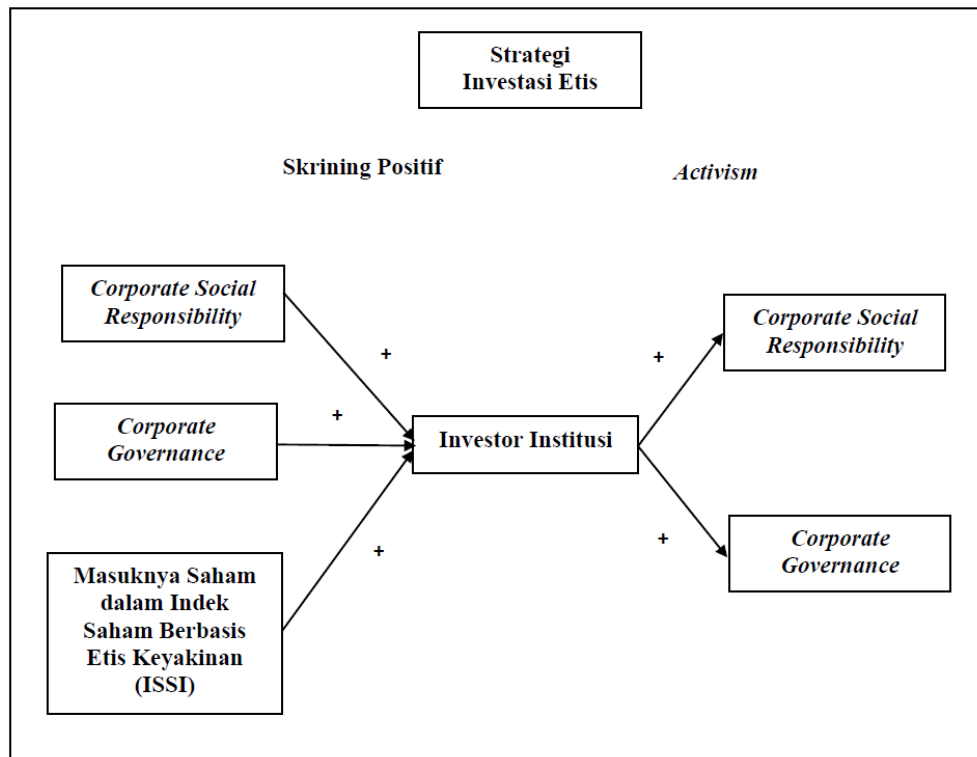 Strategi
Investasi Etis
Skrining Positif
Activism
Corporate Social
Responsibility
Corporate Social
Responsibility
+
+
+
Corporate
Governance
Investor Institusi
+
+
Corporate
Governance
Masuknya Saham
dalam Indek
Saham Berbasis
Etis Keyakinan
(ISSI)